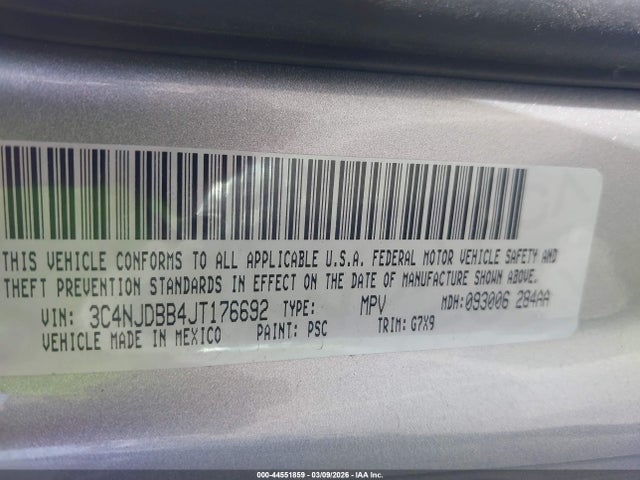 THIS VEHICLE CONFORMS TO ALL APPLICABLE U.S.A. FEDERAL MOTOR VEHICLE SAFETY AND
THEFT PREVENTION STANDARDS IN EFFECT ON THE DATE OF MANUFACTURE SHOWN ABOVE.
VIN: 3C4NJDBB4JT176692 TYPE: MPV MDH:093006 284AA
VEHICLE MADE IN MEXICO PAINT: PSC TRIM: G7X9
000-44551859 | 03/09/2026 | IAA Inc.